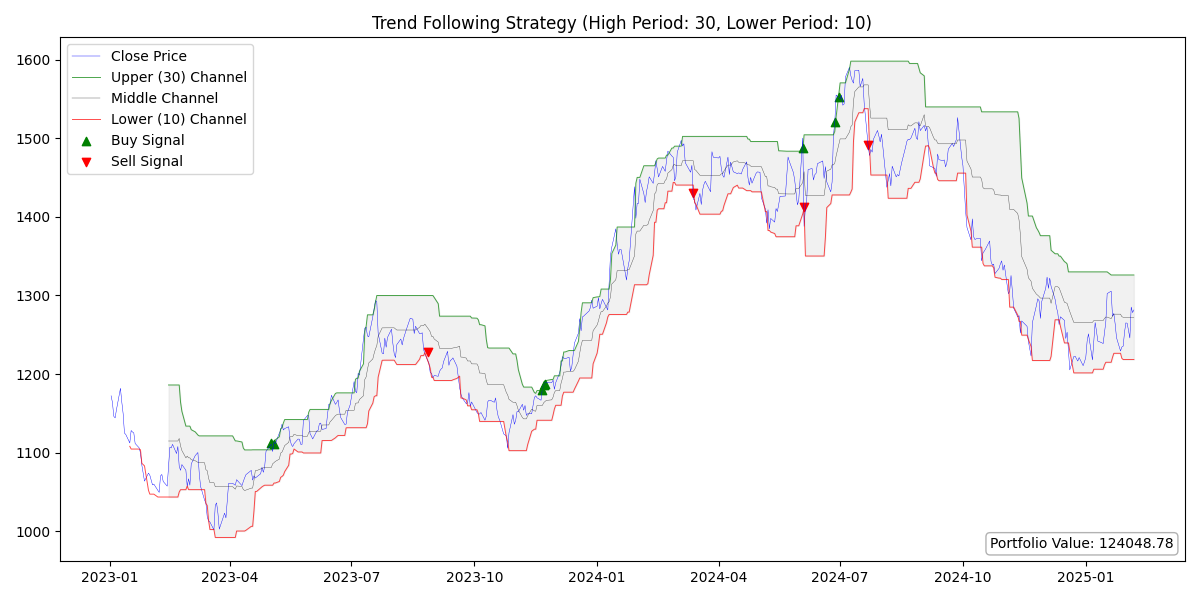 Trend Following Strategy (High Period: 30, Lower Period: 10)
Close Price
Upper (30) Channel
Middle Channel
Lower (10) Channel
Buy Signal
Sell Signal
1600
1500
1400
1300
1200
1100
1000
Portfolio Value: 124048.78
2023-01 2023-04 2023-07 2023-10 2024-01 2024-04 2024-07 2024-10 2025-01